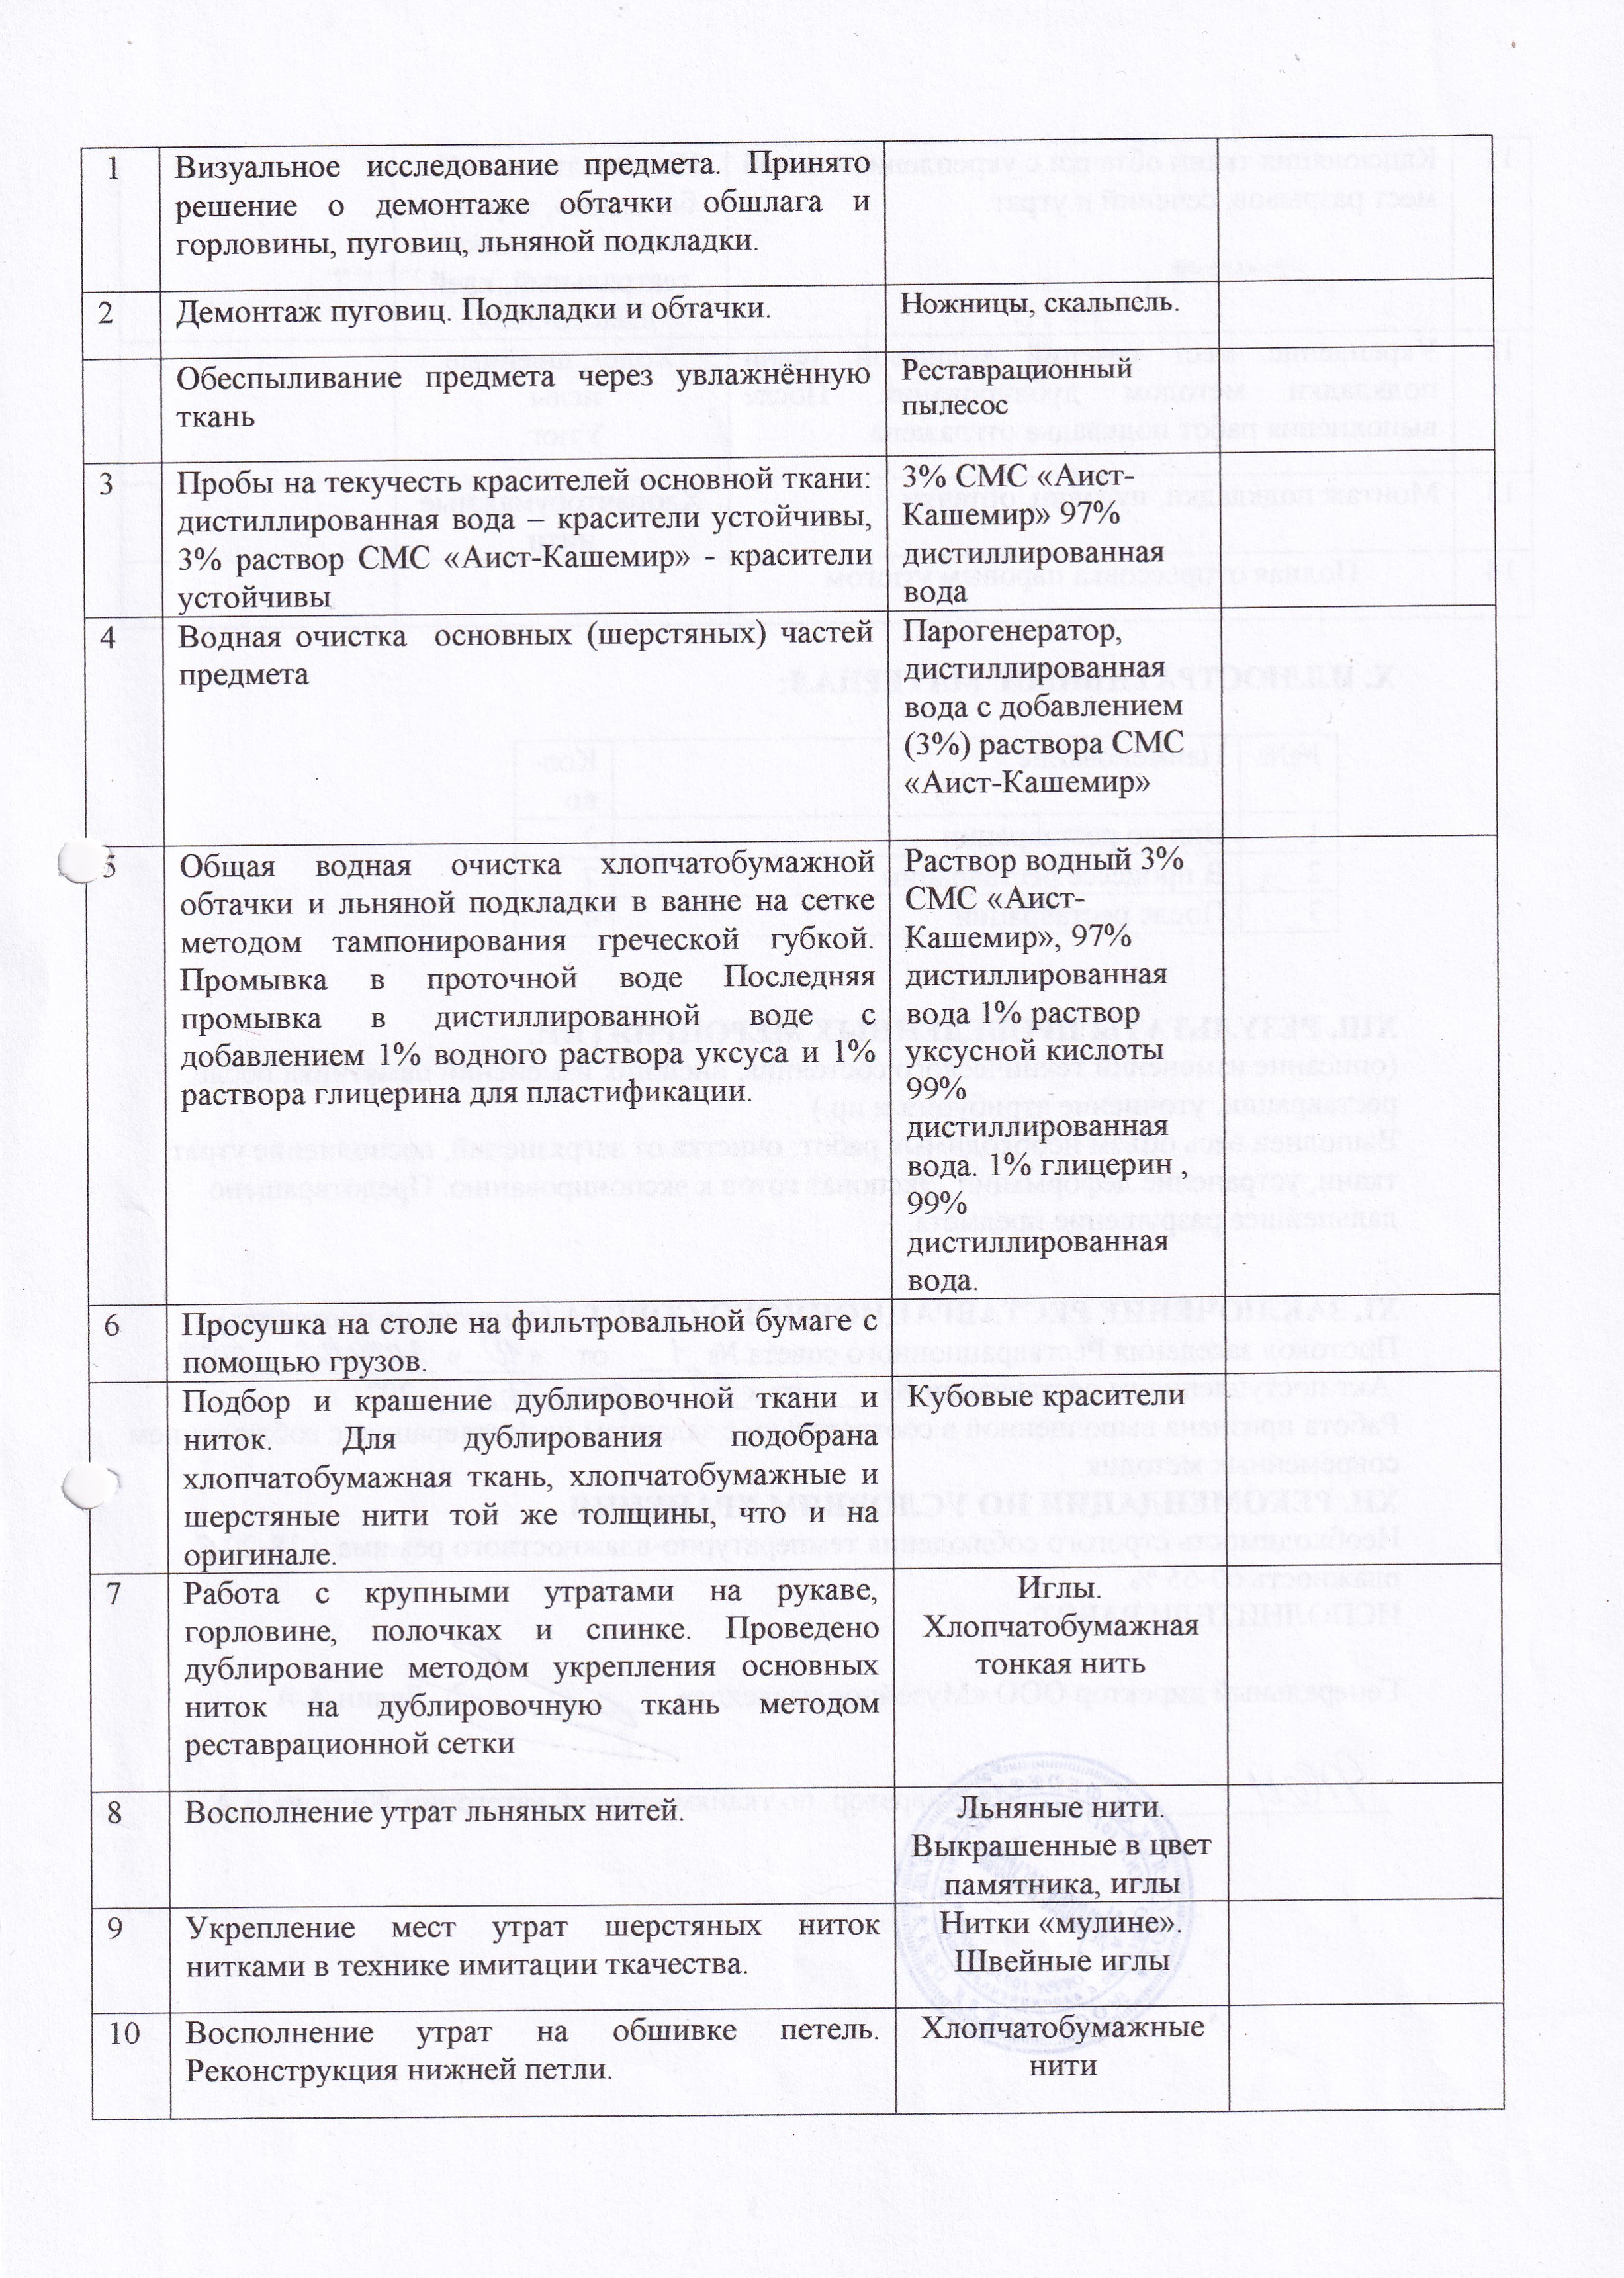 1
Визуальное исследование предмета. Принято
решение о демонтаже обтачки обшлага и
горловины, пуговиц, льняной подкладки.
2
Демонтаж пуговиц. Подкладки и обтачки.
Ножницы, скальпель.
Обеспыливание предмета через увлажнённую
ткань
Реставрационный
пылесос
3
Пробы на текучесть красителей основной ткани:
дистиллированная вода – красители устойчивы,
3% раствор СМС «Аист-Кашемир» - красители
устойчивы
3% СМС «Аист-
Кашемир» 97%
дистиллированная
вода
4
Водная очистка основных (шерстяных) частей
предмета
Парогенератор,
дистиллированная
вода с добавлением
(3%) раствора СМС
«Аист-Кашемир»
5
Общая водная очистка хлопчатобумажной
обтачки и льняной подкладки в ванне на сетке
методом тампонирования греческой губкой.
Промывка в проточной воде Последняя
промывка в дистиллированной воде с
добавлением 1% водного раствора уксуса и 1%
раствора глицерина для пластификации.
Раствор водный 3%
СМС «Аист-
Кашемир», 97%
дистиллированная
вода 1% раствор
уксусной кислоты
99%
дистиллированная
вода. 1% глицерин ,
99%
дистиллированная
вода.
6
Просушка на столе на фильтровальной бумаге с
помощью грузов.
Подбор и крашение дублировочной ткани и
ниток. Для дублирования подобрана
хлопчатобумажная ткань, хлопчатобумажные и
шерстяные нити той же толщины, что и на
оригинале.
Кубовые красители
7
Работа с крупными утратами на рукаве,
горловине, полочках и спинке. Проведено
дублирование методом укрепления основных
ниток на дублировочную ткань методом
реставрационной сетки
Иглы.
Хлопчатобумажная
тонкая нить
8
Восполнение утрат льняных нитей.
Льняные нити.
Выкрашенные в цвет
памятника, иглы
9
Укрепление мест утрат шерстяных ниток
нитками в технике имитации ткачества.
Нитки «мулине».
Швейные иглы
10
Восполнение утрат на обшивке петель.
Реконструкция нижней петли.
Хлопчатобумажные
нити